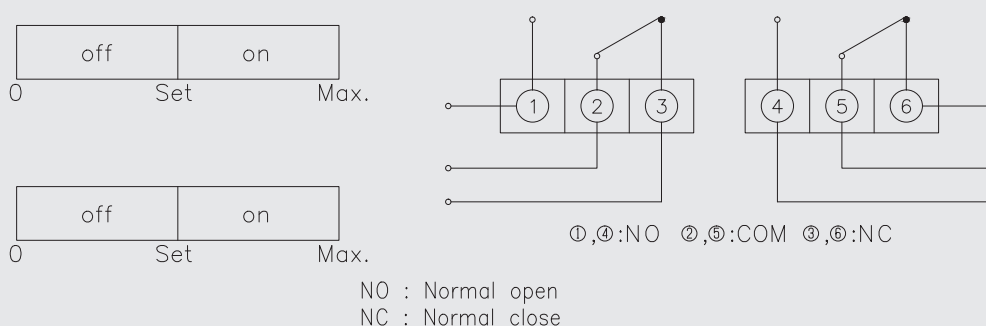 off on
0 Set Max.
① ② ③ ④ ⑤ ⑥
off on
0 Set Max.
①,④:NO ②,⑤:COM ③,⑥:NC
NO : Normal open
NC : Normal close